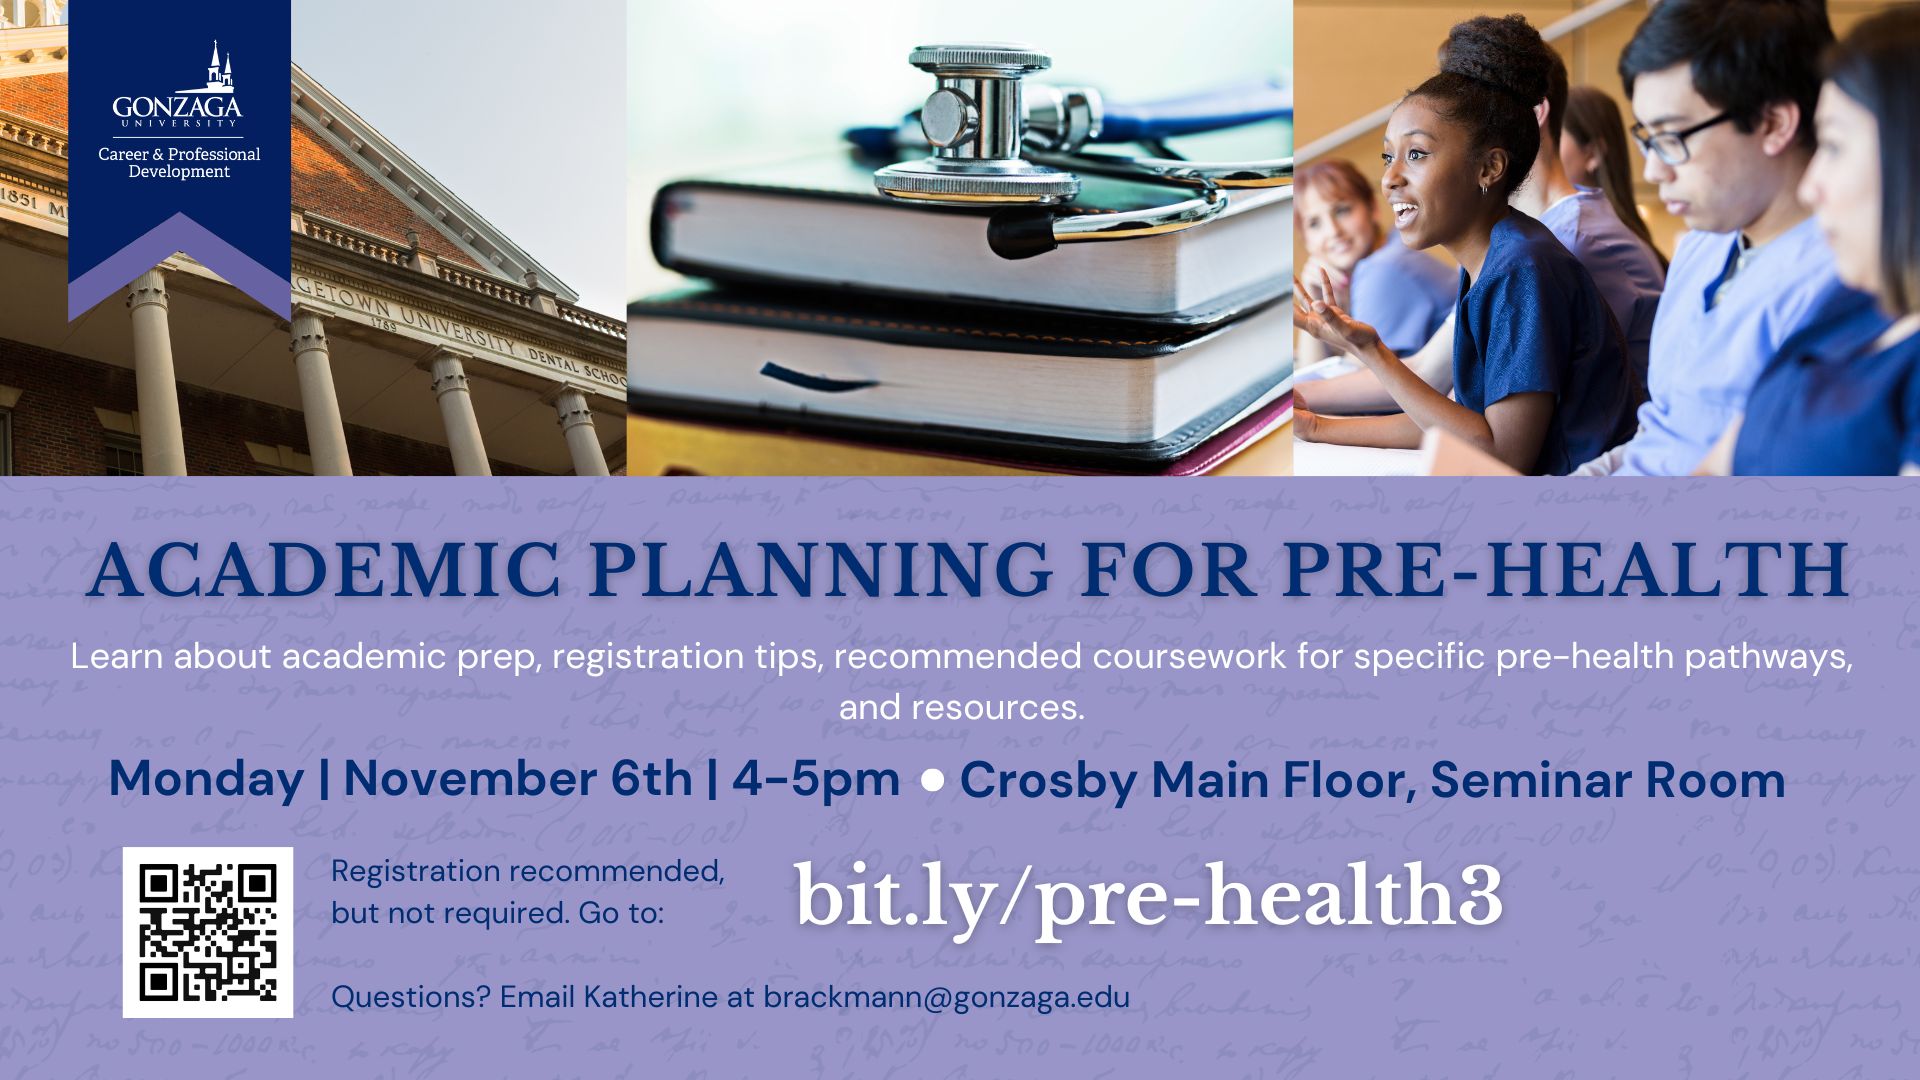 GONZAGA
UNIVERSITY
Career & Professional
Development
1851
GETOWN UNIVERSITY
1789
DENTAL SCHOO
ACADEMIC PLANNING FOR PRE-HEALTH
Learn about academic prep, registration tips, recommended coursework for specific pre-health pathways,
and resources.
Monday | November 6th | 4-5pm ● Crosby Main Floor, Seminar Room
Registration recommended,
but not required. Go to:
bit.ly/pre-health3
Questions? Email Katherine at brackmann@gonzaga.edu